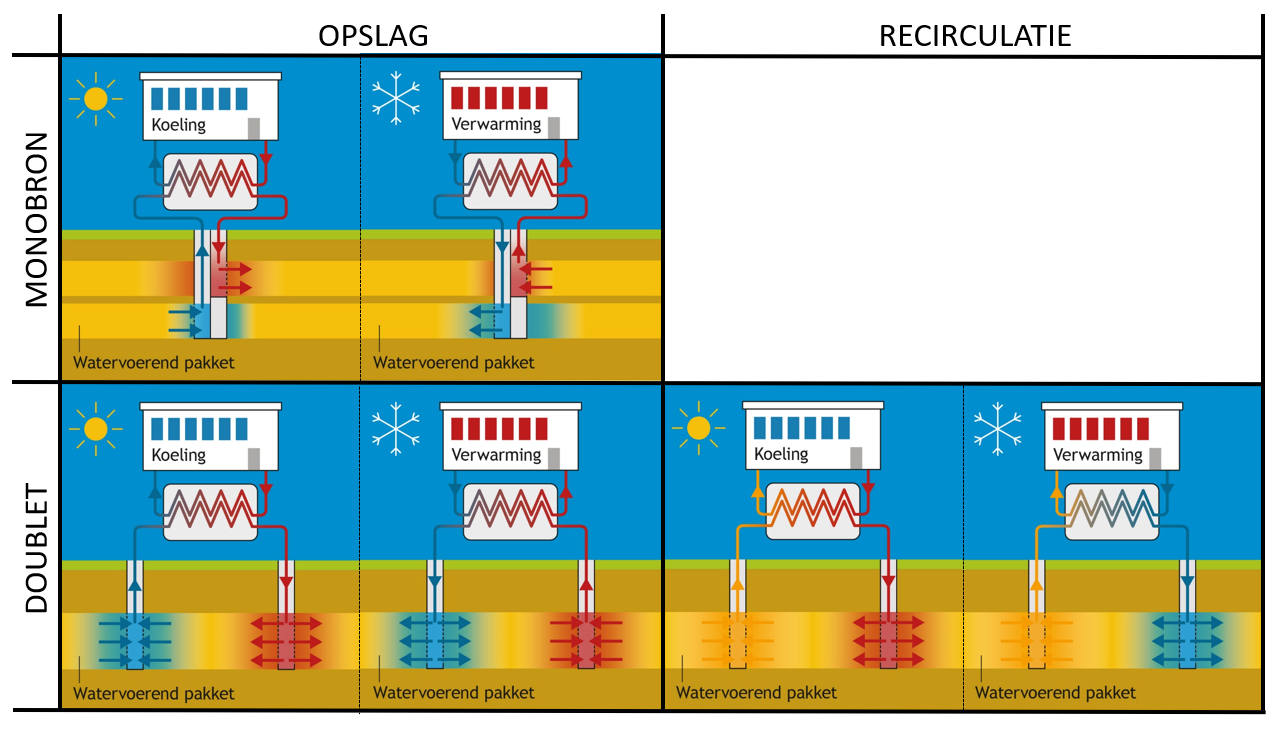 OPSLAG
RECIRCULATIE
MONOBRON
Koeling
Verwarming
Watervoerend pakket
Watervoerend pakket
DOUBLET
Koeling
Verwarming
Koeling
Verwarming
Watervoerend pakket
Watervoerend pakket
Watervoerend pakket
Watervoerend pakket